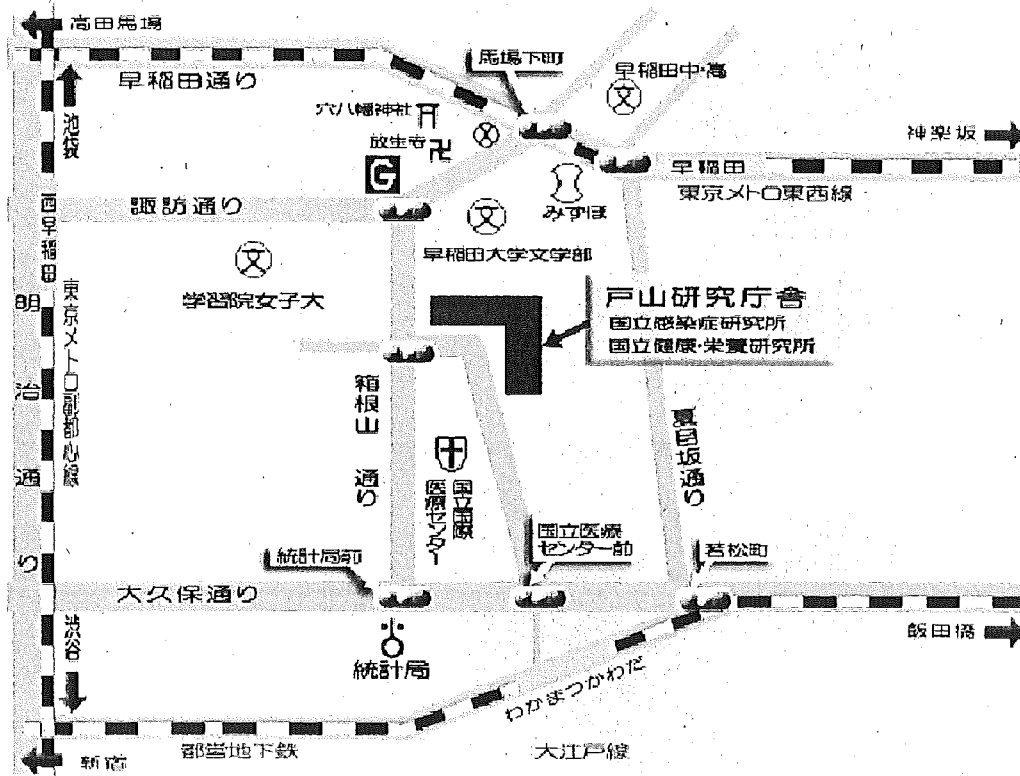 高田馬場
馬場下町
早稲田中・高
早稲田通り
穴八幡神社
放生寺
池袋
神楽坂
早稲田
東京メトロ東西線
G
みずほ
諏訪通り
早稲田大学文学部
西早稲田
学習院女子大
戸山研究庁舎
国立感染症研究所
国立健康・栄養研究所
明治通り
東京メトロ副都心線
箱根山通り
夏目坂通り
国立国際
医療センター
国立医療
センター前
若松町
統計局前
大久保通り
渋谷
統計局
飯田橋
わかまつかわだ
都営地下鉄
大江戸線
新宿